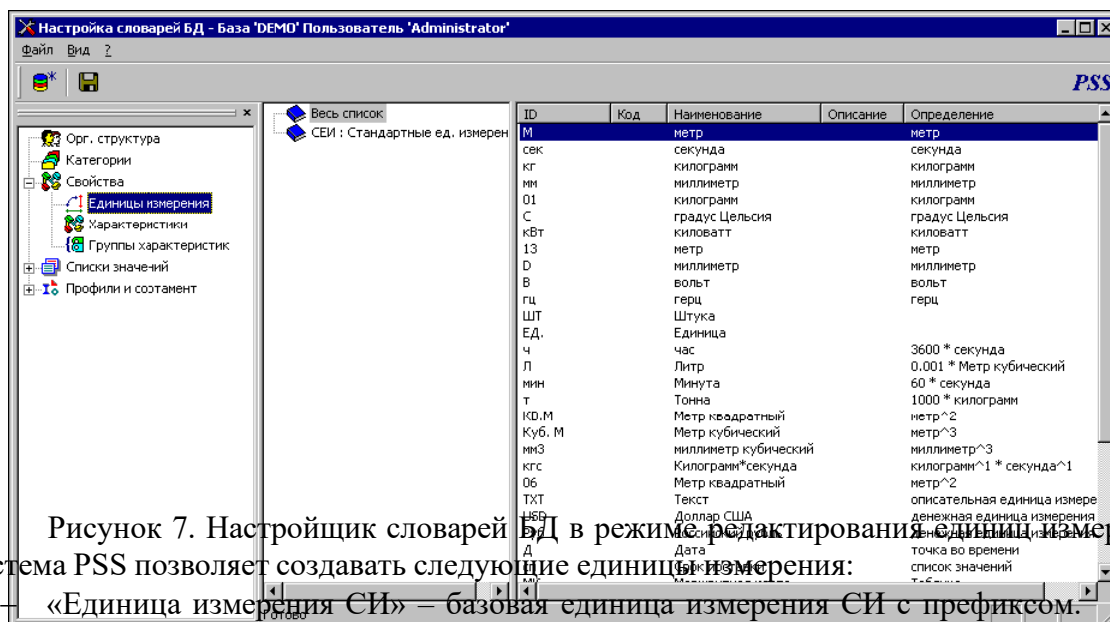 Настройка словарей БД - База 'DEMO' Пользователь 'Administrator'
Файл Вид ?
PSS
Орг. структура
Категории
Свойства
Единицы измерения
Характеристики
Группы характеристик
Списки значений
Профили и сортамент
Весь список
СЕИ : Стандартные ед. измерен
ID Код Наименование Описание Определение
М метр метр
сек секунда секунда
кг килограмм килограмм
мм миллиметр миллиметр
01 килограмм килограмм
С градус Цельсия градус Цельсия
кВт киловатт киловатт
13 метр метр
D миллиметр миллиметр
В вольт вольт
гц герц герц
ШТ Штука
ЕД. Единица
ч час 3600 * секунда
Л Литр 0.001 * Метр кубический
мин Минута 60 * секунда
т Тонна 1000 * килограмм
КВ.М Метр квадратный метр^2
Куб. М Метр кубический метр^3
мм3 миллиметр кубический миллиметр^3
кгс Килограмм*секунда килограмм^1 * секунда^1
06 Метр квадратный метр^2
TXT Текст описательная единица измере
USD Доллар США денежная единица измерения
Российский рубль денежная единица измерения
Д Дата точка во времени
список значений
Готово
Рисунок 7. Настройщик словарей БД в режиме редактирования единиц измер
стема PSS позволяет создавать следующие единицы измерения:
– «Единица измерения СИ» – базовая единица измерения СИ с префиксом.